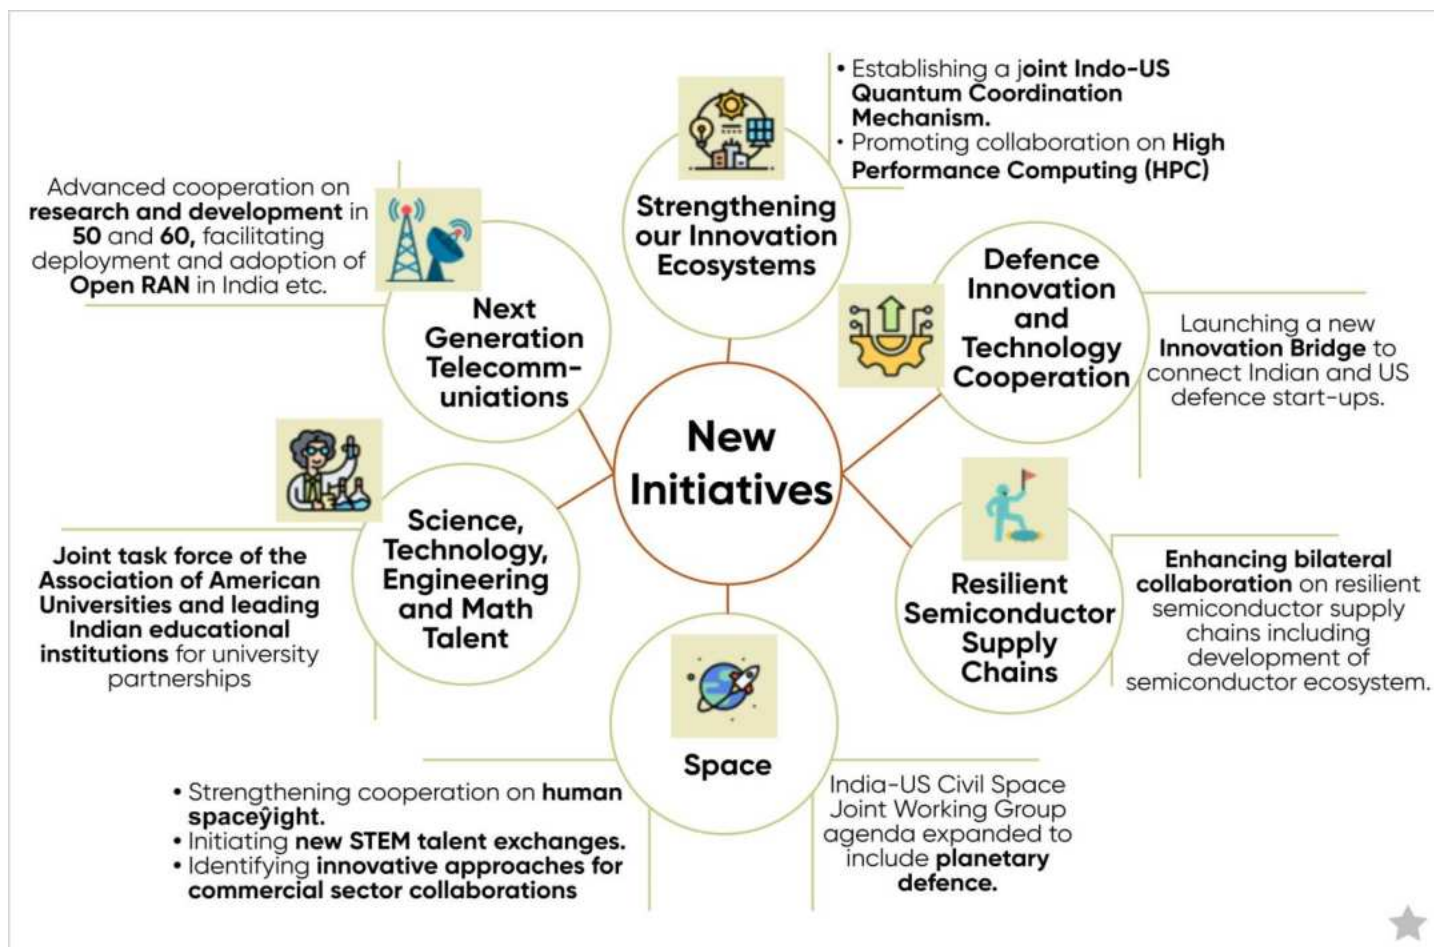 • Establishing a joint Indo-US
Quantum Coordination
Mechanism.
• Promoting collaboration on High
Performance Computing (HPC)
Strengthening
our Innovation
Ecosystems
Advanced cooperation on
research and development in
50 and 60, facilitating
deployment and adoption of
Open RAN in India etc.
Next
Generation
Telecomm-
uniations
Defence
Innovation
and
Technology
Cooperation
Launching a new
Innovation Bridge to
connect Indian and US
defence start-ups.
New
Initiatives
Science,
Technology,
Engineering
and Math
Talent
Joint task force of the
Association of American
Universities and leading
Indian educational
institutions for university
partnerships
Resilient
Semiconductor
Supply
Chains
Enhancing bilateral
collaboration on resilient
semiconductor supply
chains including
development of
semiconductor ecosystem.
Space
• Strengthening cooperation on human
spaceŷight.
• Initiating new STEM talent exchanges.
• Identifying innovative approaches for
commercial sector collaborations
India-US Civil Space
Joint Working Group
agenda expanded to
include planetary
defence.